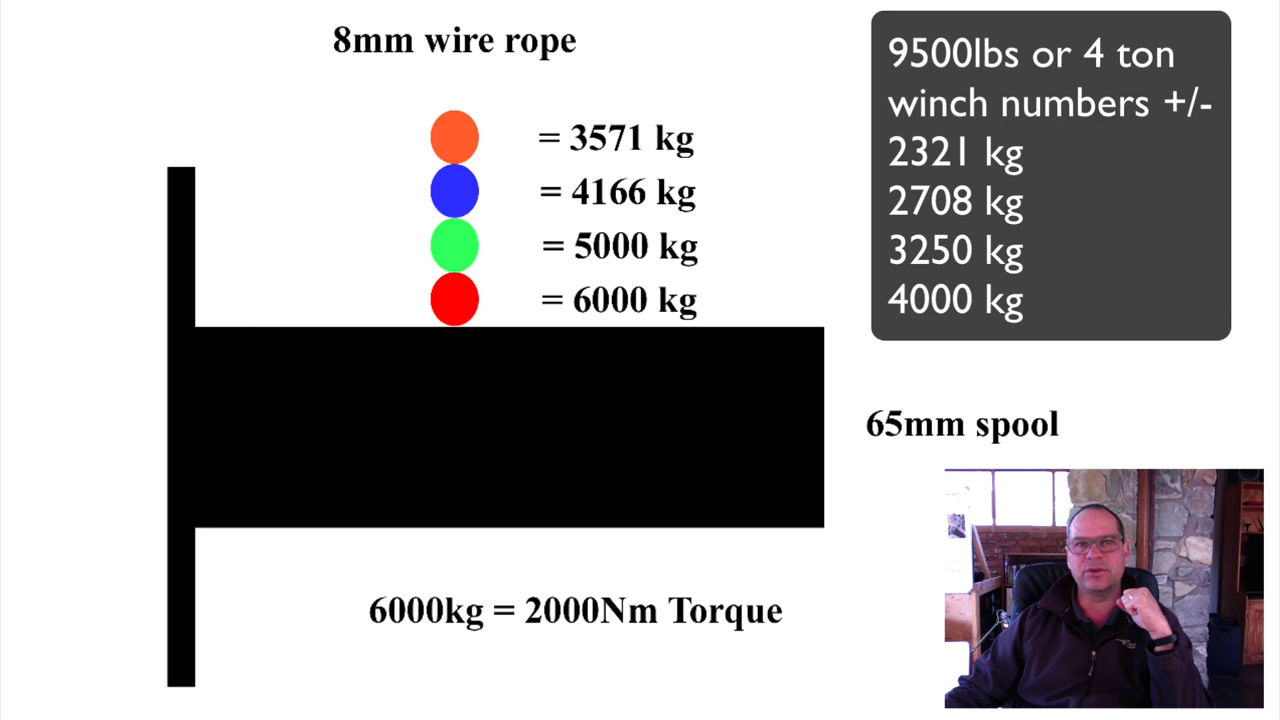 8mm wire rope
= 3571 kg
= 4166 kg
= 5000 kg
= 6000 kg
9500lbs or 4 ton
winch numbers +/-
2321 kg
2708 kg
3250 kg
4000 kg
65mm spool
6000kg = 2000Nm Torque